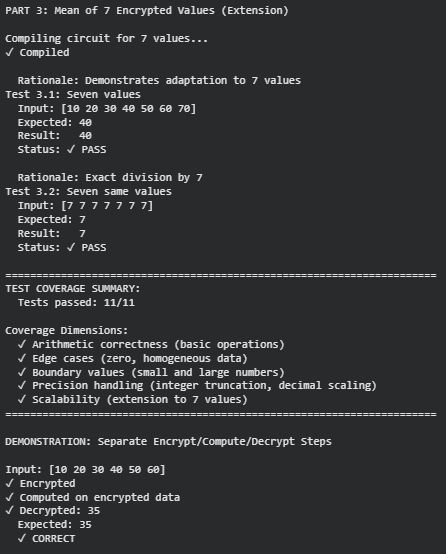 PART 3: Mean of 7 Encrypted Values (Extension)
Compiling circuit for 7 values...
✓ Compiled
Rationale: Demonstrates adaptation to 7 values
Test 3.1: Seven values
Input: [10 20 30 40 50 60 70]
Expected: 40
Result: 40
Status: ✓ PASS
Rationale: Exact division by 7
Test 3.2: Seven same values
Input: [7 7 7 7 7 7 7]
Expected: 7
Result: 7
Status: ✓ PASS
======================================================================
TEST COVERAGE SUMMARY:
Tests passed: 11/11
Coverage Dimensions:
✓ Arithmetic correctness (basic operations)
✓ Edge cases (zero, homogeneous data)
✓ Boundary values (small and large numbers)
✓ Precision handling (integer truncation, decimal scaling)
✓ Scalability (extension to 7 values)
======================================================================
DEMONSTRATION: Separate Encrypt/Compute/Decrypt Steps
Input: [10 20 30 40 50 60]
✓ Encrypted
✓ Computed on encrypted data
✓ Decrypted: 35
Expected: 35
✓ CORRECT